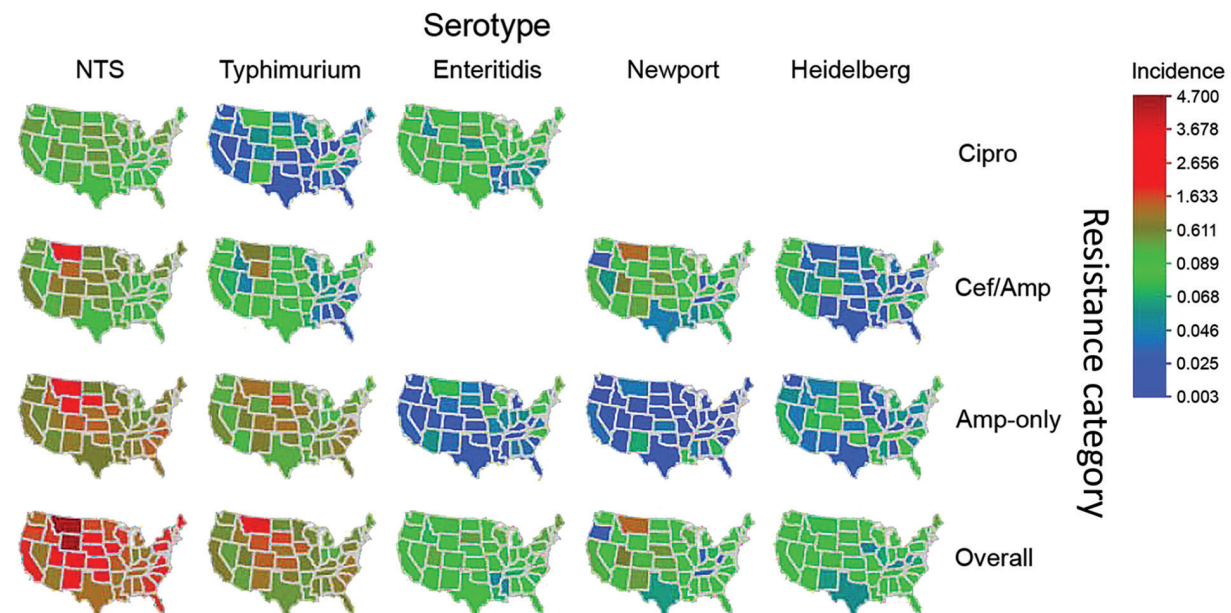 Serotype
NTS Typhimurium Enteritidis Newport Heidelberg
Incidence
4.700
3.678
2.656
1.633
0.611
0.089
0.068
0.046
0.025
0.003
Cipro
Cef/Amp
Amp-only
Overall
Resistance category